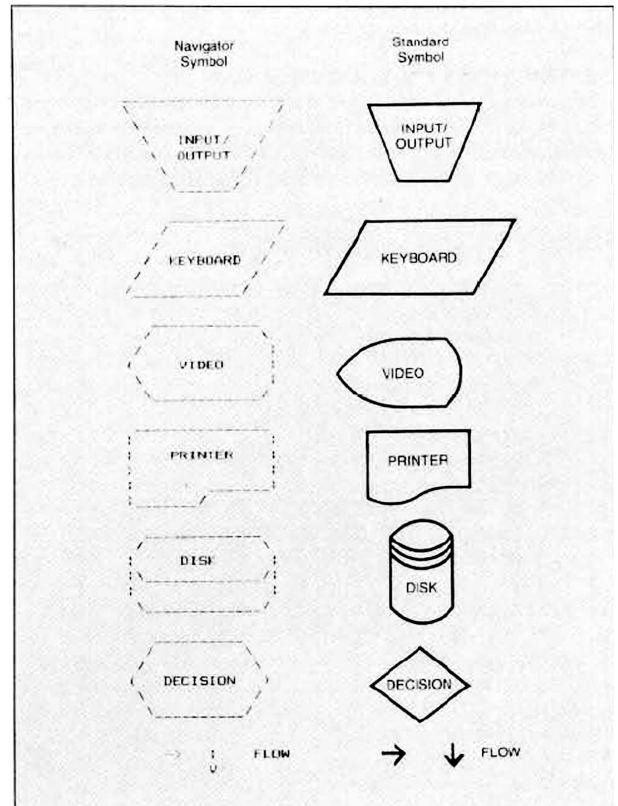 Navigator Symbol
Standard Symbol
INPUT/
OUTPUT
INPUT/
OUTPUT
KEYBOARD
KEYBOARD
VIDEO
VIDEO
PRINTER
PRINTER
DISK
DISK
DECISION
DECISION
FLOW
FLOW